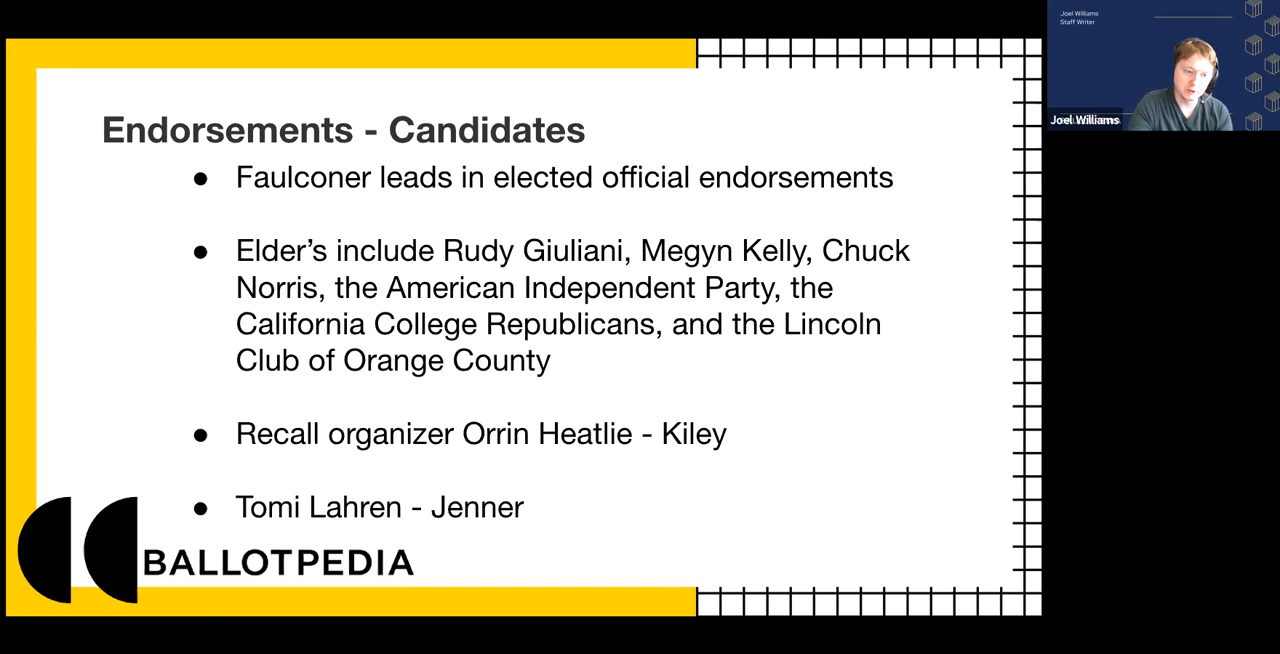 Endorsements - Candidates
● Faulconer leads in elected official endorsements
● Elder’s include Rudy Giuliani, Megyn Kelly, Chuck
Norris, the American Independent Party, the
California College Republicans, and the Lincoln
Club of Orange County
● Recall organizer Orrin Heatlie - Kiley
● Tomi Lahren - Jenner
BALLOTPEDIA
Joel Williams
Staff Writer
Joel Williams